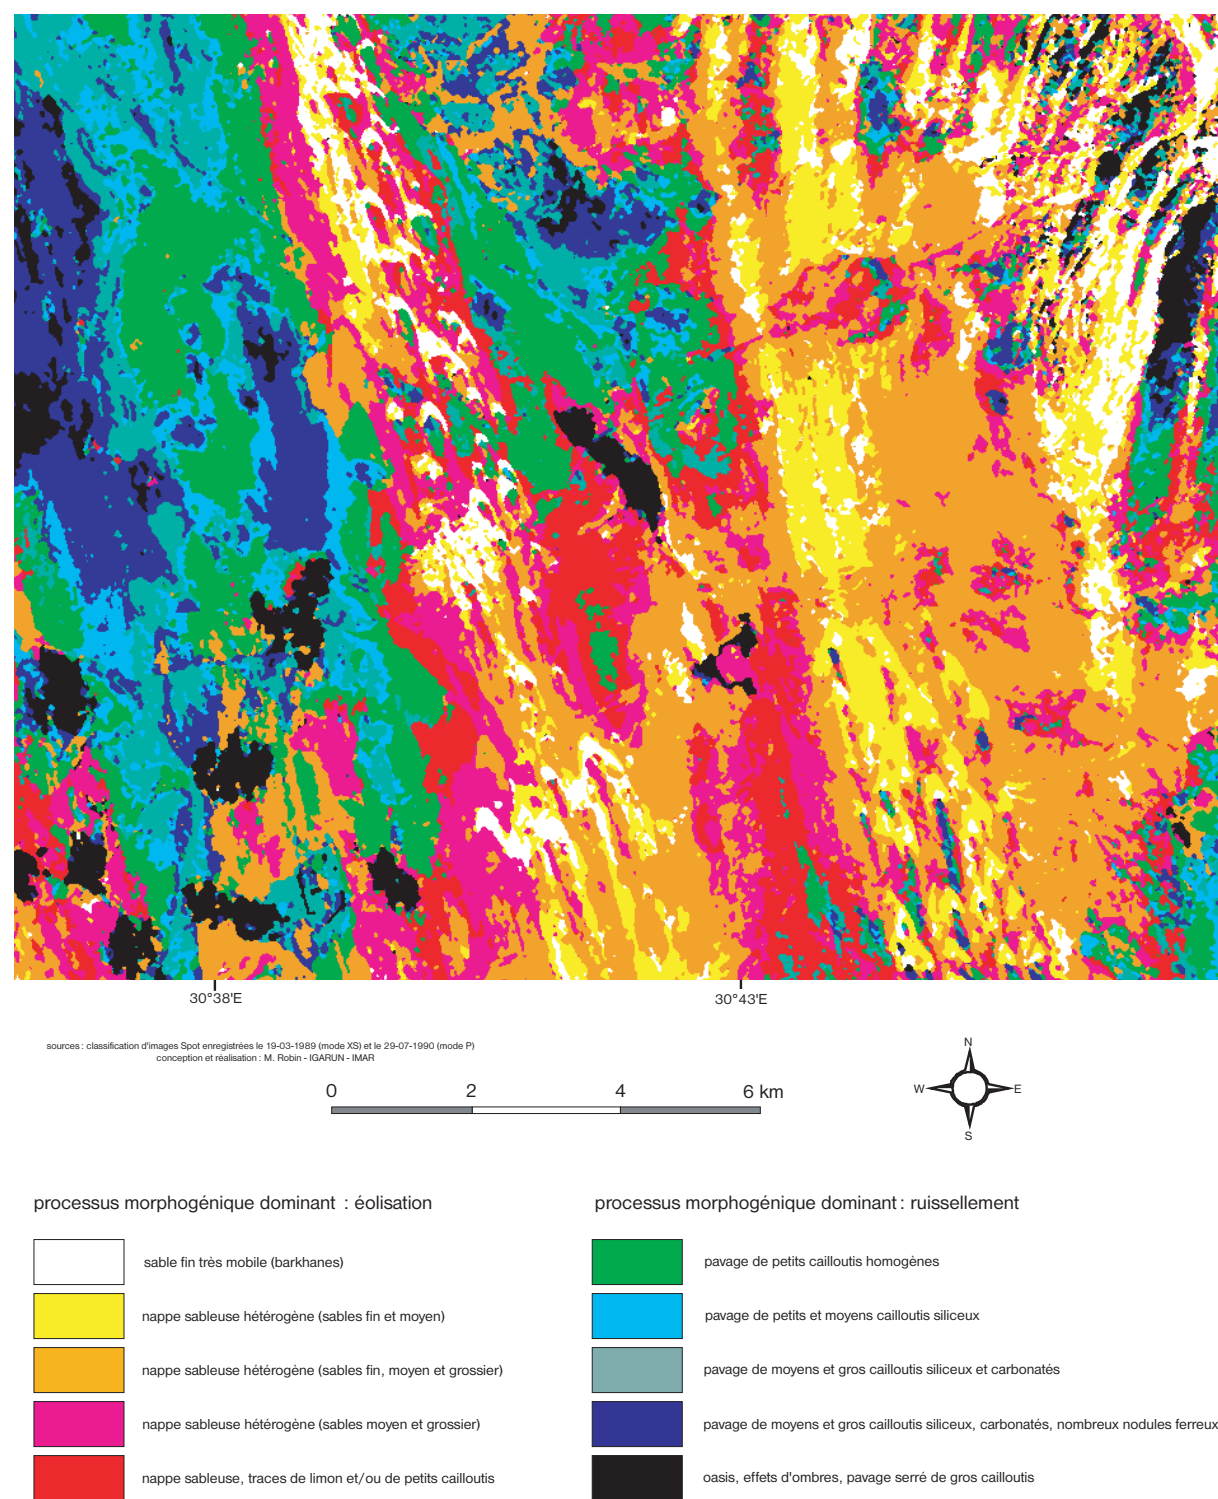 30°38'E
30°43'E
sources : classification d'images Spot enregistrées le 19-03-1989 (mode XS) et le 29-07-1990 (mode P)
conception et réalisation : M. Robin - IGARUN - IMAR
0 2 4 6 km
N
W E
S
processus morphogénique dominant : éolisation
sable fin très mobile (barkhanes)
nappe sableuse hétérogène (sables fin et moyen)
nappe sableuse hétérogène (sables fin, moyen et grossier)
nappe sableuse hétérogène (sables moyen et grossier)
nappe sableuse, traces de limon et/ou de petits cailloutis
processus morphogénique dominant : ruissellement
pavage de petits cailloutis homogènes
pavage de petits et moyens cailloutis siliceux
pavage de moyens et gros cailloutis siliceux et carbonatés
pavage de moyens et gros cailloutis siliceux, carbonatés, nombreux nodules ferreux
oasis, effets d'ombres, pavage serré de gros cailloutis